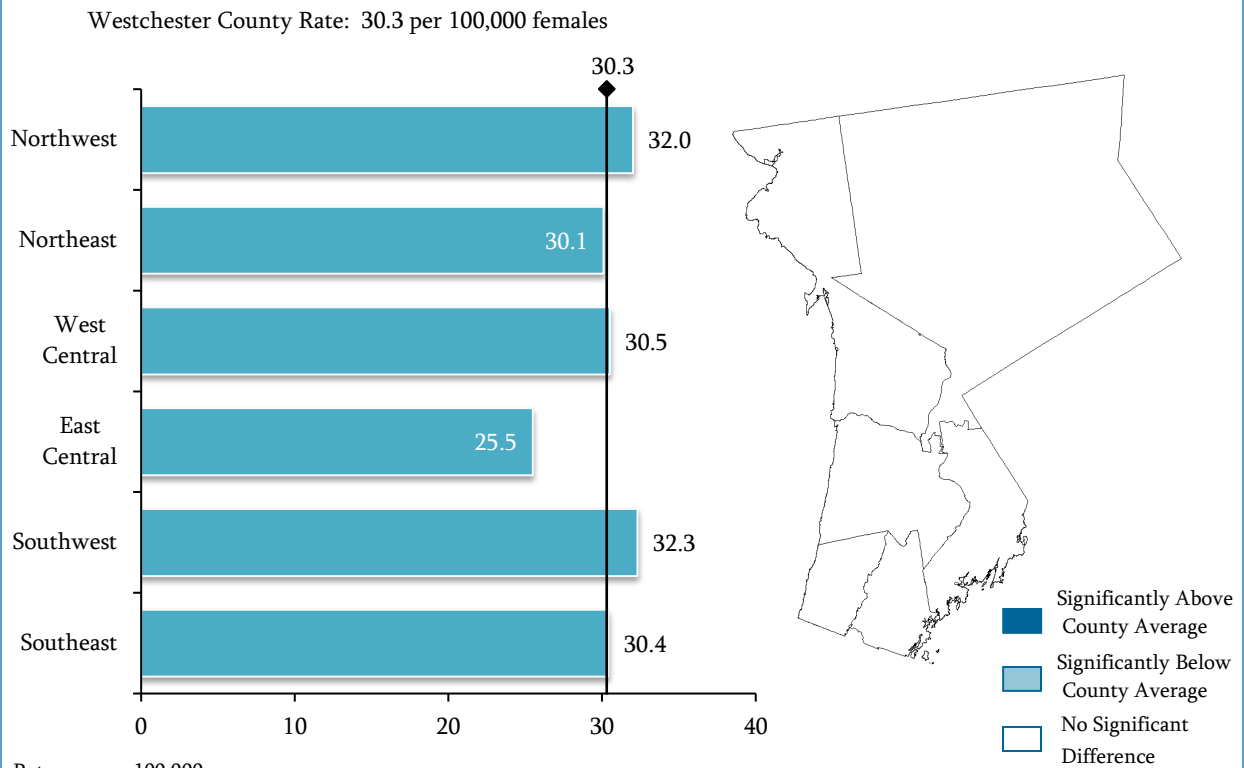 Westchester County Rate: 30.3 per 100,000 females
30.3
Northwest
32.0
Northeast
30.1
West
Central
30.5
East
Central
25.5
Southwest
32.3
Southeast
30.4
0 10 20 30 40
Significantly Above
County Average
Significantly Below
County Average
No Significant
Difference
100,000